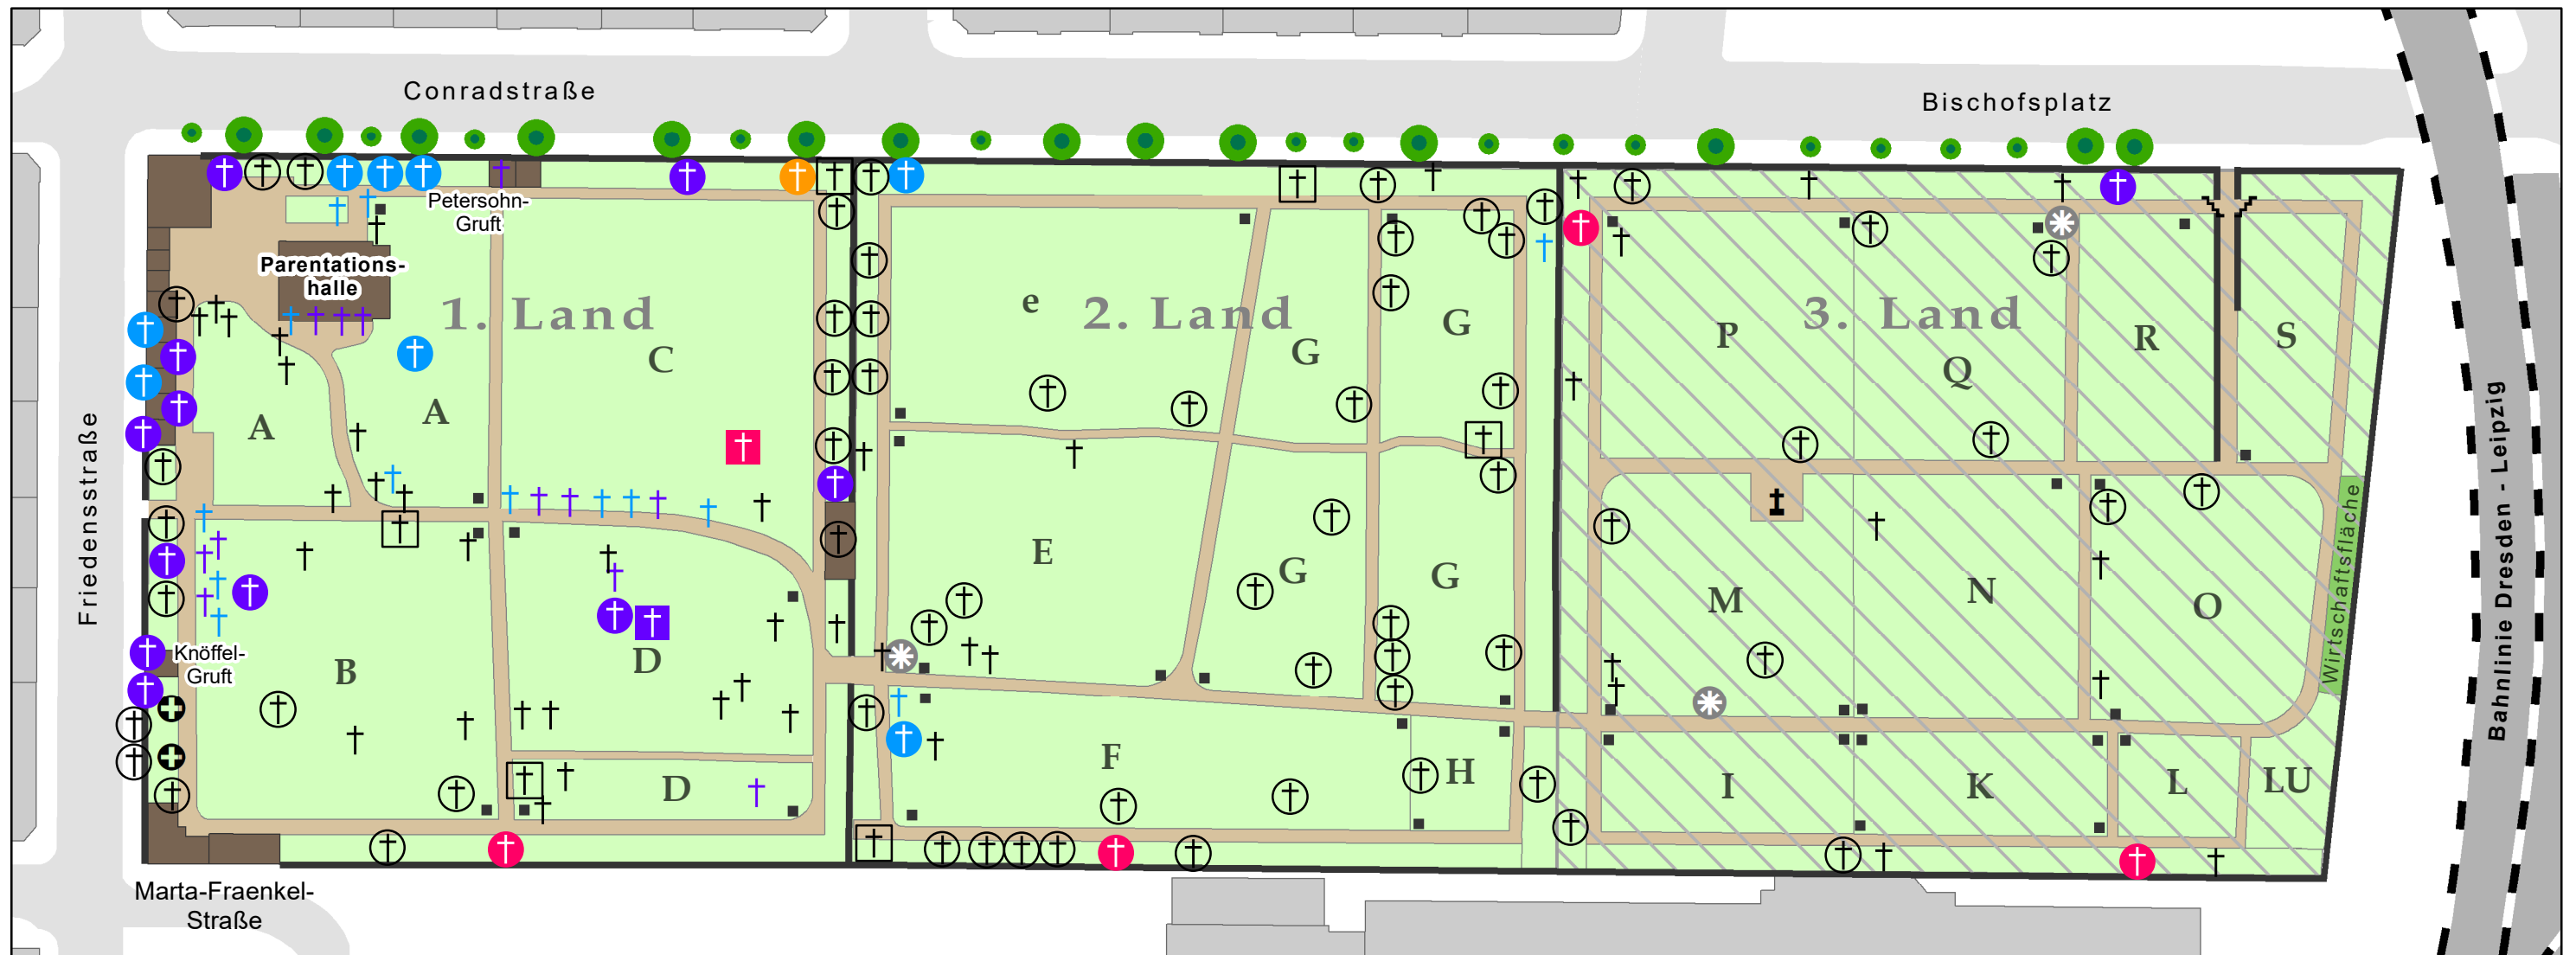 Conradstraße
Bischofsplatz
Petersohn-
Gruft
Parentations-
halle
1. Land
2. Land
3. Land
e
G
G
P
Q
R
S
C
A
A
Friedensstraße
Bahnlinie Dresden - Leipzig
Wirtschaftsfläche
E
G
G
M
N
O
Knöffel-
Gruft
B
D
F
H
I
K
L
LU
D
Marta-Fraenkel-
Straße